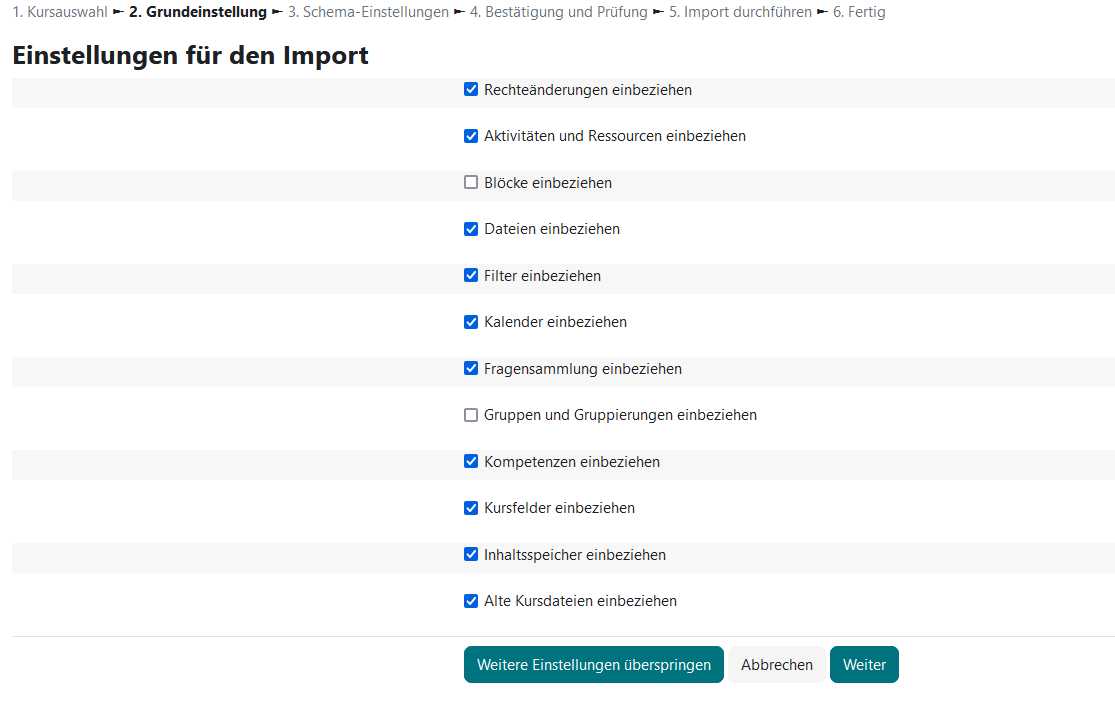 1. Kursauswahl ► 2. Grundeinstellung ► 3. Schema-Einstellungen ► 4. Bestätigung und Prüfung ► 5. Import durchführen ► 6. Fertig
Einstellungen für den Import
Rechteänderungen einbeziehen
Aktivitäten und Ressourcen einbeziehen
Blöcke einbeziehen
Dateien einbeziehen
Filter einbeziehen
Kalender einbeziehen
Fragensammlung einbeziehen
Gruppen und Gruppierungen einbeziehen
Kompetenzen einbeziehen
Kursfelder einbeziehen
Inhaltsspeicher einbeziehen
Alte Kursdateien einbeziehen
Weitere Einstellungen überspringen Abbrechen Weiter